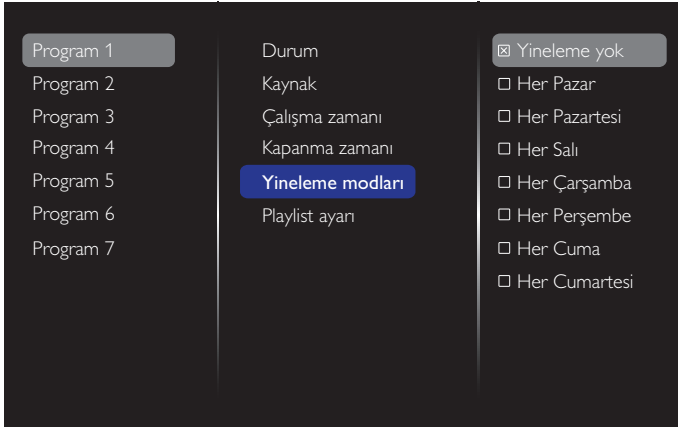 Program 1
Program 2
Program 3
Program 4
Program 5
Program 6
Program 7
Durum
Kaynak
Çalışma zamanı
Kapanma zamanı
Yineleme modları
Playlist ayarı
Yineleme yok
Her Pazar
Her Pazartesi
Her Salı
Her Çarşamba
Her Perşembe
Her Cuma
Her Cumartesi